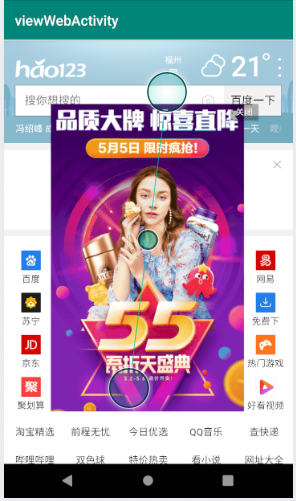 viewWebActivity
hao123
福州
21°
搜你想搜的
百度一下
关闭
冯绍峰
一天
品质大牌 惊喜直降
5月5日 限时疯抢!
55
吾折天盛典
百度
网易
苏宁
免费下
京东
热门游戏
聚划算
好看视频
淘宝精选
前程无忧
今日优选
QQ音乐
查快递
哔哩哔哩
双色球
特价热卖
看小说
网址大全